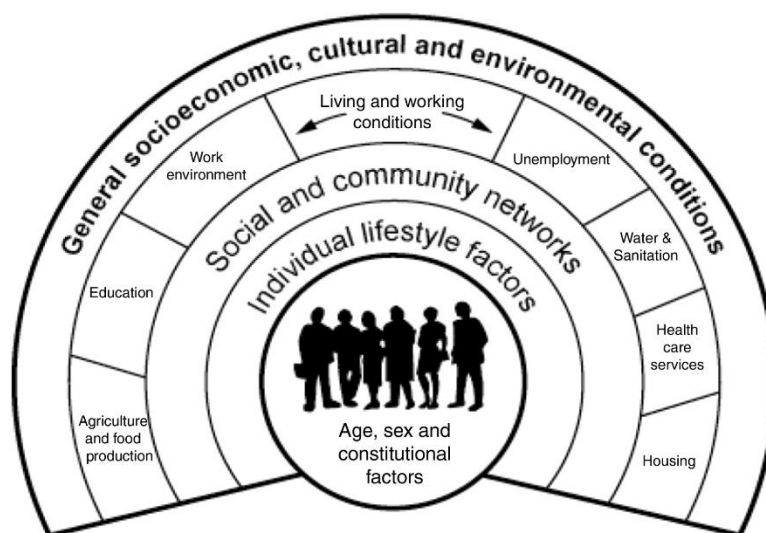 General socioeconomic, cultural and environmental conditions
Living and working
conditions
Work
environment
Unemployment
Education
Water &
Sanitation
Agriculture
and food
production
Health
care
services
Housing
Social and community networks
Individual lifestyle factors
Age, sex and
constitutional
factors